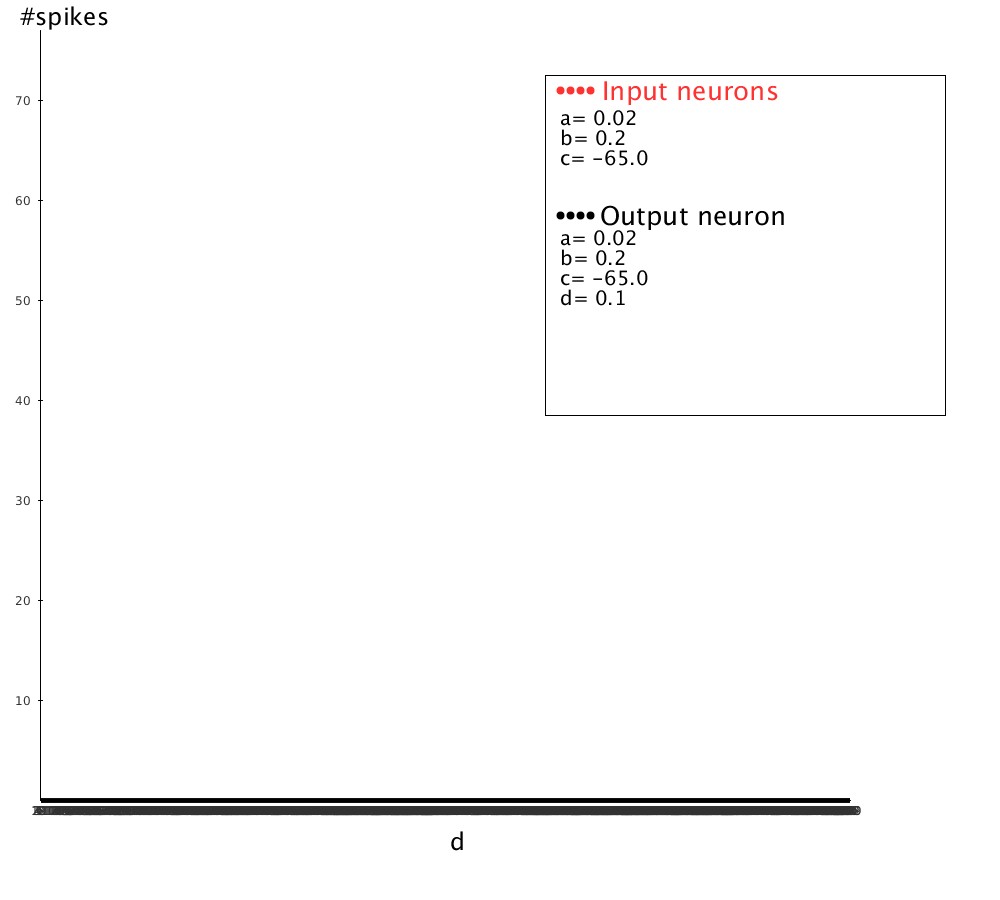 #spikes
70
60
50
40
30
20
10
d
Input neurons
a= 0.02
b= 0.2
c= -65.0
Output neuron
a= 0.02
b= 0.2
c= -65.0
d= 0.1